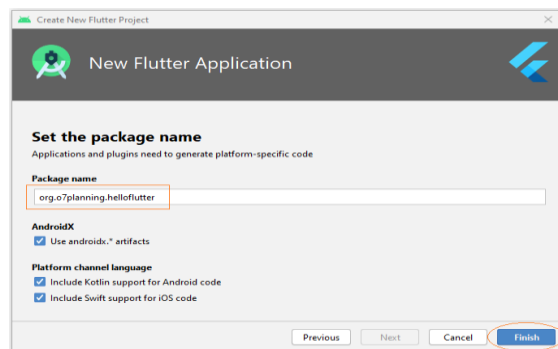 Create New Flutter Project
New Flutter Application
Set the package name
Applications and plugins need to generate platform-specific code
Package name
org.o7planning.helloflutter
AndroidX
Use androidx.* artifacts
Platform channel language
Include Kotlin support for Android code
Include Swift support for iOS code
Previous Next Cancel Finish